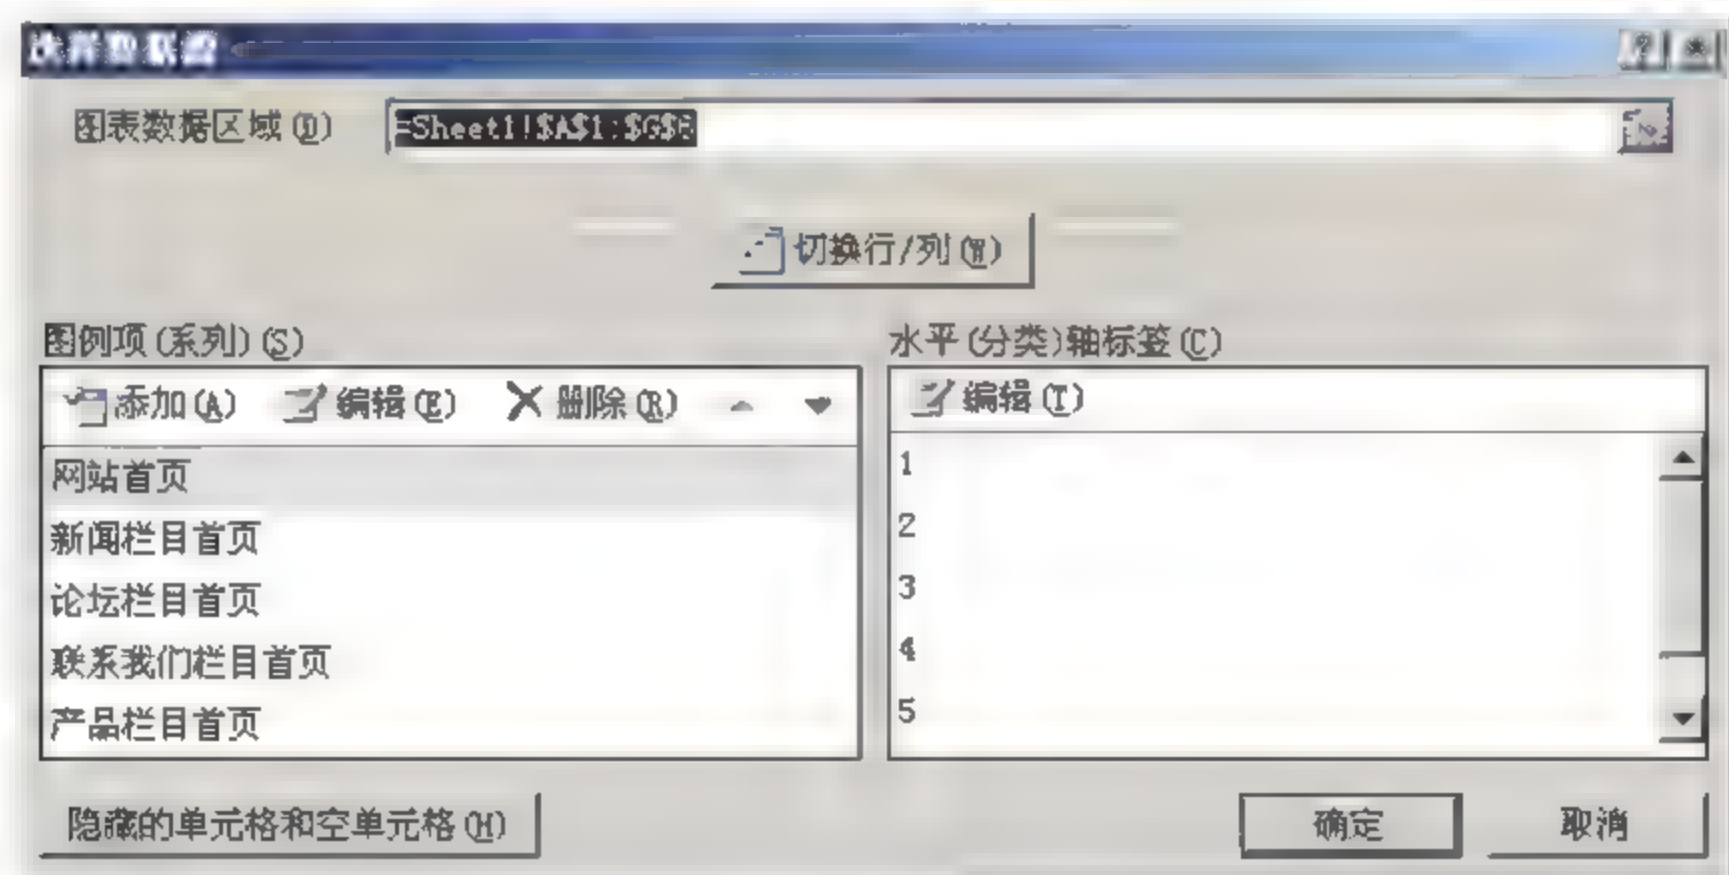 选择数据源
图表数据区域(D)
=Sheet1!$A$1:$G$6
切换行/列(W)
图例项(系列)(S)
水平(分类)轴标签(C)
添加(A) 编辑(E) 删除(R)
编辑(T)
网站首页
新闻栏目首页
论坛栏目首页
联系我们栏目首页
产品栏目首页
1
2
3
4
5
隐藏的单元格和空单元格(H)
确定
取消